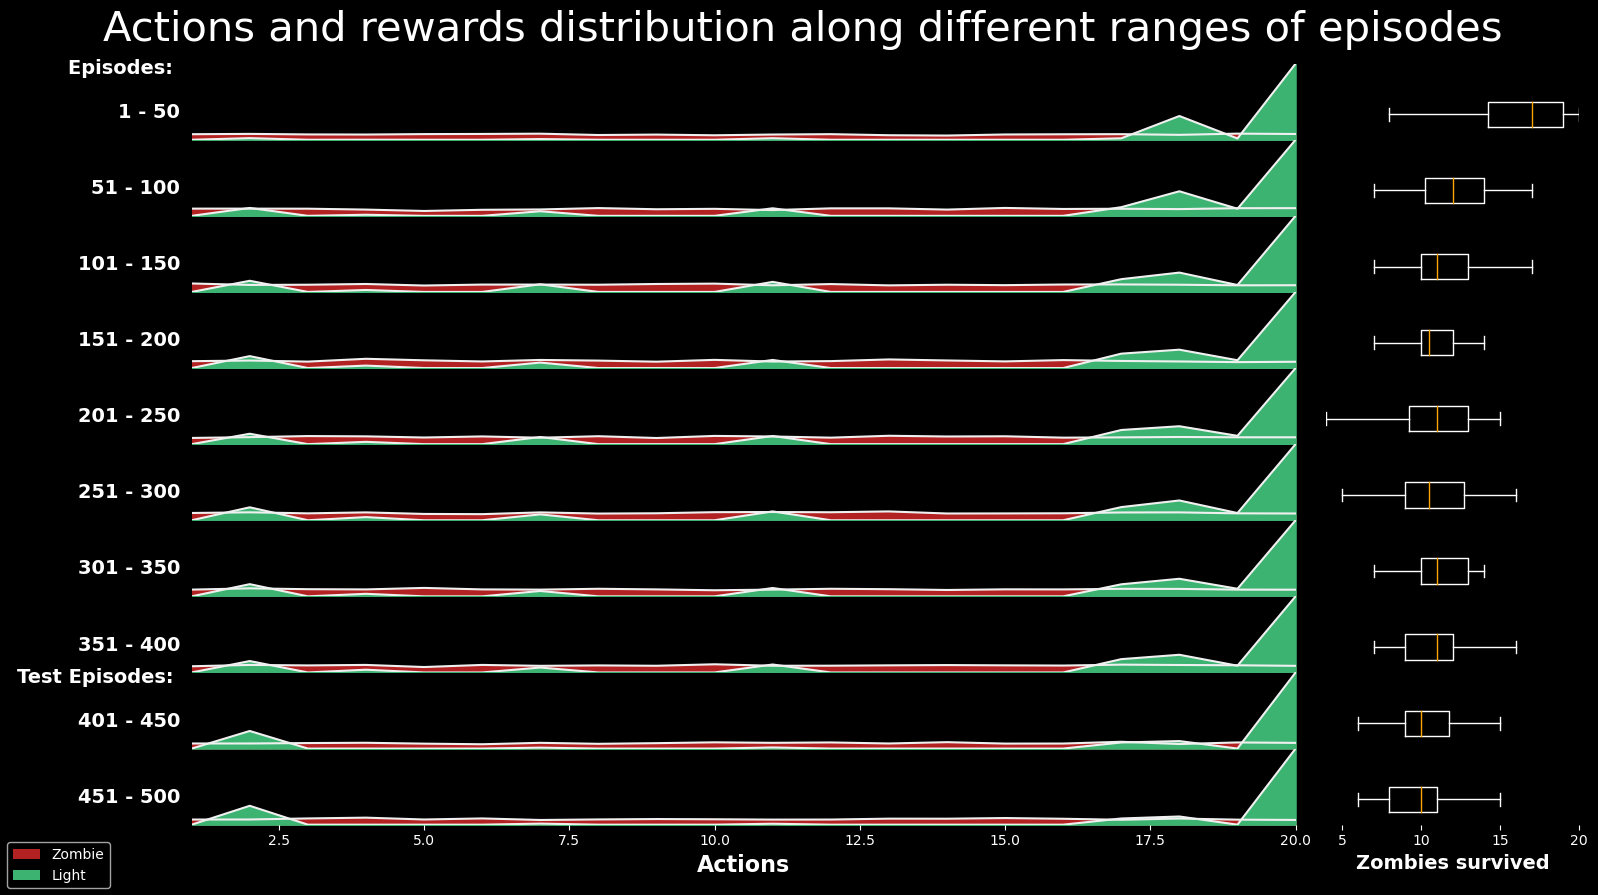 Actions and rewards distribution along different ranges of episodes
Episodes:
1 - 50
51 - 100
101 - 150
151 - 200
201 - 250
251 - 300
301 - 350
351 - 400
Test Episodes:
401 - 450
451 - 500
2.5 5.0 7.5 10.0 12.5 15.0 17.5 20.0
5 10 15 20
Actions
Zombies survived
Zombie
Light